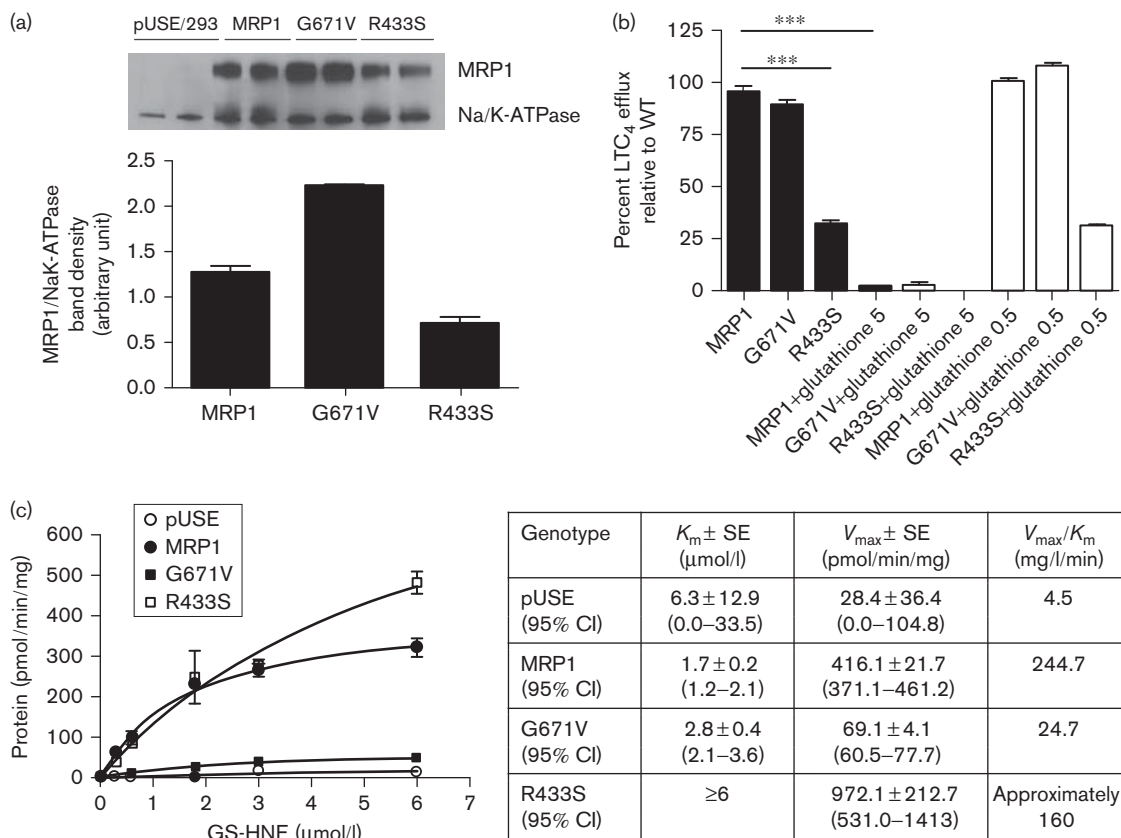 (a)
pUSE/293 MRP1 G671V R433S
MRP1
Na/K-ATPase
MRP1/NaK-ATPase
band density
(arbitrary unit)
2.5
2.0
1.5
1.0
0.5
0.0
MRP1 G671V R433S
(b)
Percent LTC4 efflux
relative to WT
125
100
75
50
25
0
***
***
MRP1
G671V
R433S
MRP1+glutathione 5
G671V+glutathione 5
R433S+glutathione 5
MRP1+glutathione 0.5
G671V+glutathione 0.5
R433S+glutathione 0.5
(c)
Protein (pmol/min/mg)
600
500
400
300
200
100
0
pUSE
MRP1
G671V
R433S
0 1 2 3 4 5 6 7
GS-HNE (μmol/l)
Genotype Km ± SE (μmol/l) Vmax ± SE (pmol/min/mg) Vmax/Km (mg/l/min)
pUSE 6.3 ± 12.9 28.4 ± 36.4 4.5
(95% CI) (0.0–33.5) (0.0–104.8)
MRP1 1.7 ± 0.2 416.1 ± 21.7 244.7
(95% CI) (1.2–2.1) (371.1–461.2)
G671V 2.8 ± 0.4 69.1 ± 4.1 24.7
(95% CI) (2.1–3.6) (60.5–77.7)
R433S ≥6 972.1 ± 212.7 Approximately
(95% CI) (531.0–1413) 160